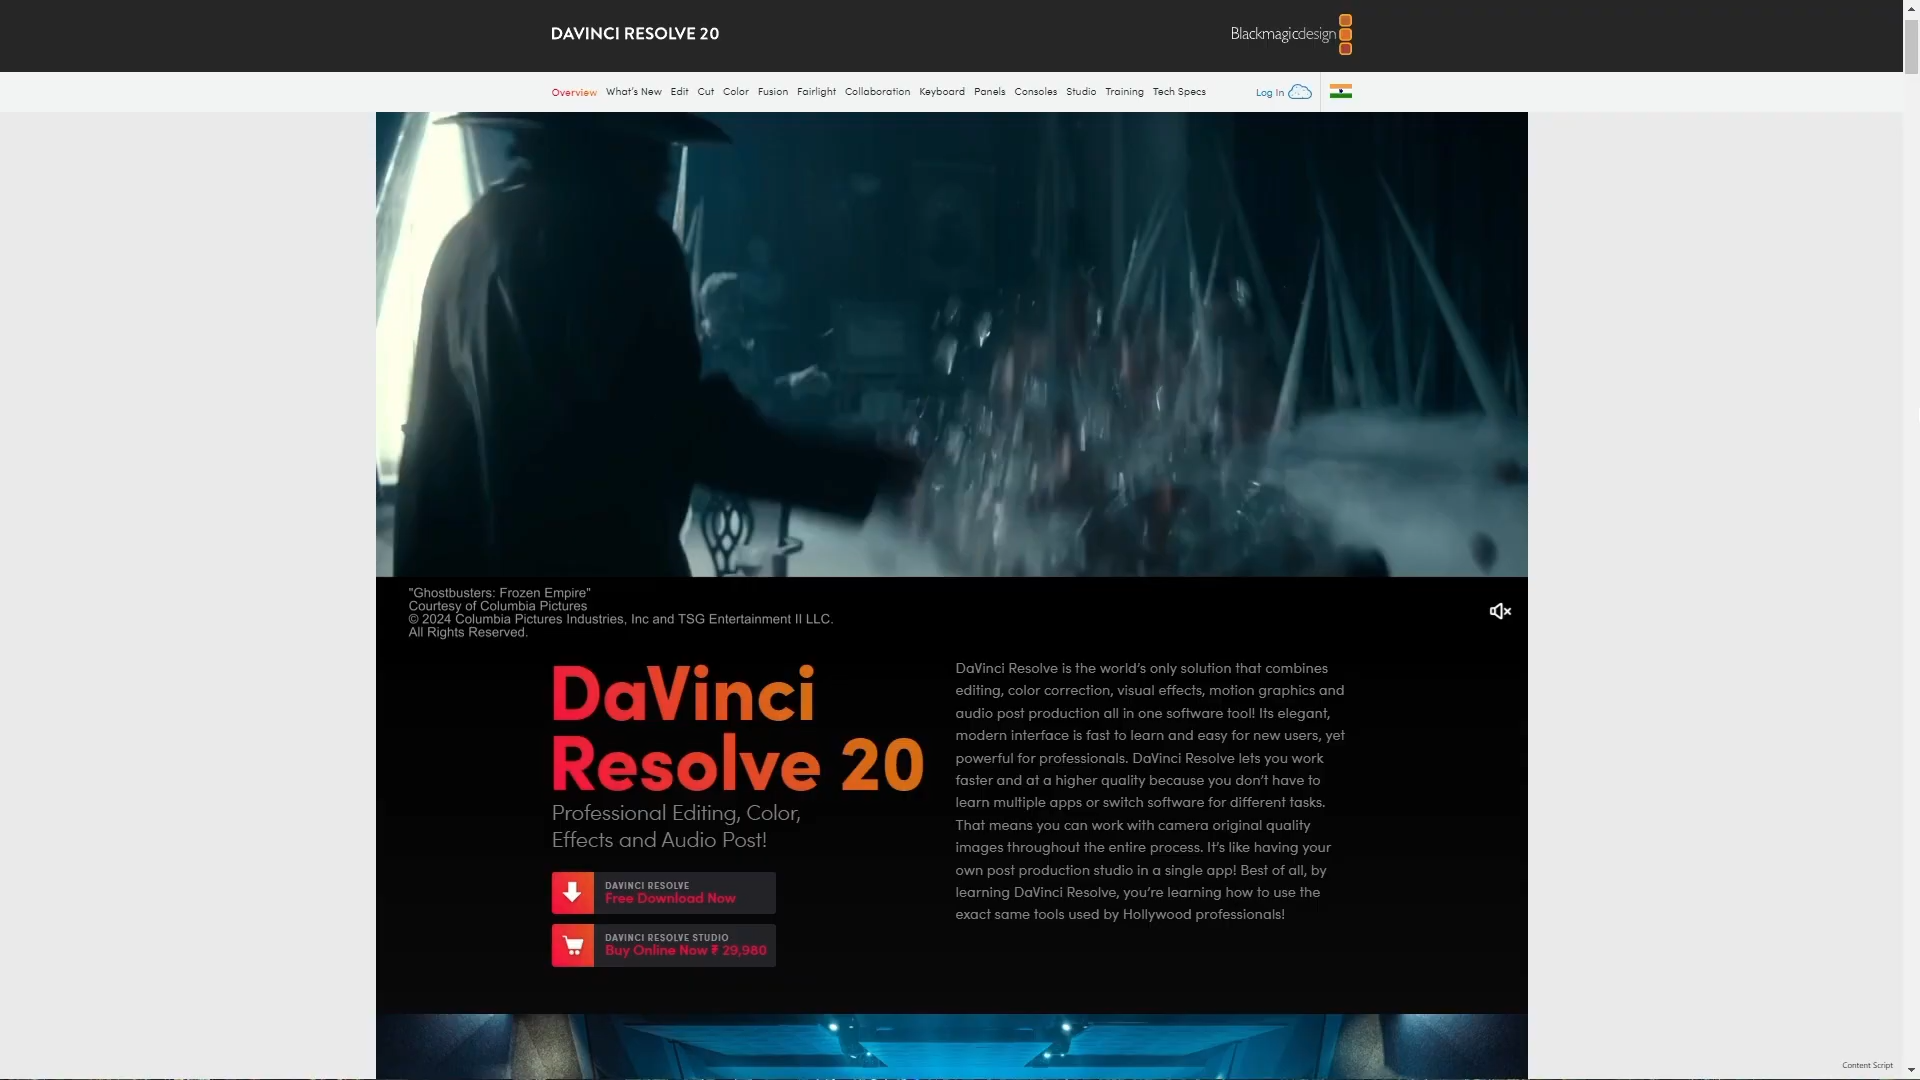 DAVINCI RESOLVE 20
Blackmagicdesign
Overview What's New Edit Cut Color Fusion Fairlight Collaboration Keyboard Panels Consoles Studio Training Tech Specs Log In
"Ghostbusters: Frozen Empire"
Courtesy of Columbia Pictures
© 2024 Columbia Pictures Industries, Inc and TSG Entertainment II LLC.
All Rights Reserved.
DaVinci
Resolve 20
Professional Editing, Color,
Effects and Audio Post!
DAVINCI RESOLVE
Free Download Now
DAVINCI RESOLVE STUDIO
Buy Online Now ₹ 29,980
DaVinci Resolve is the world's only solution that combines
editing, color correction, visual effects, motion graphics and
audio post production all in one software tool! Its elegant,
modern interface is fast to learn and easy for new users, yet
powerful for professionals. DaVinci Resolve lets you work
faster and at a higher quality because you don't have to
learn multiple apps or switch software for different tasks.
That means you can work with camera original quality
images throughout the entire process. It's like having your
own post production studio in a single app! Best of all, by
learning DaVinci Resolve, you're learning how to use the
exact same tools used by Hollywood professionals!
Content Script